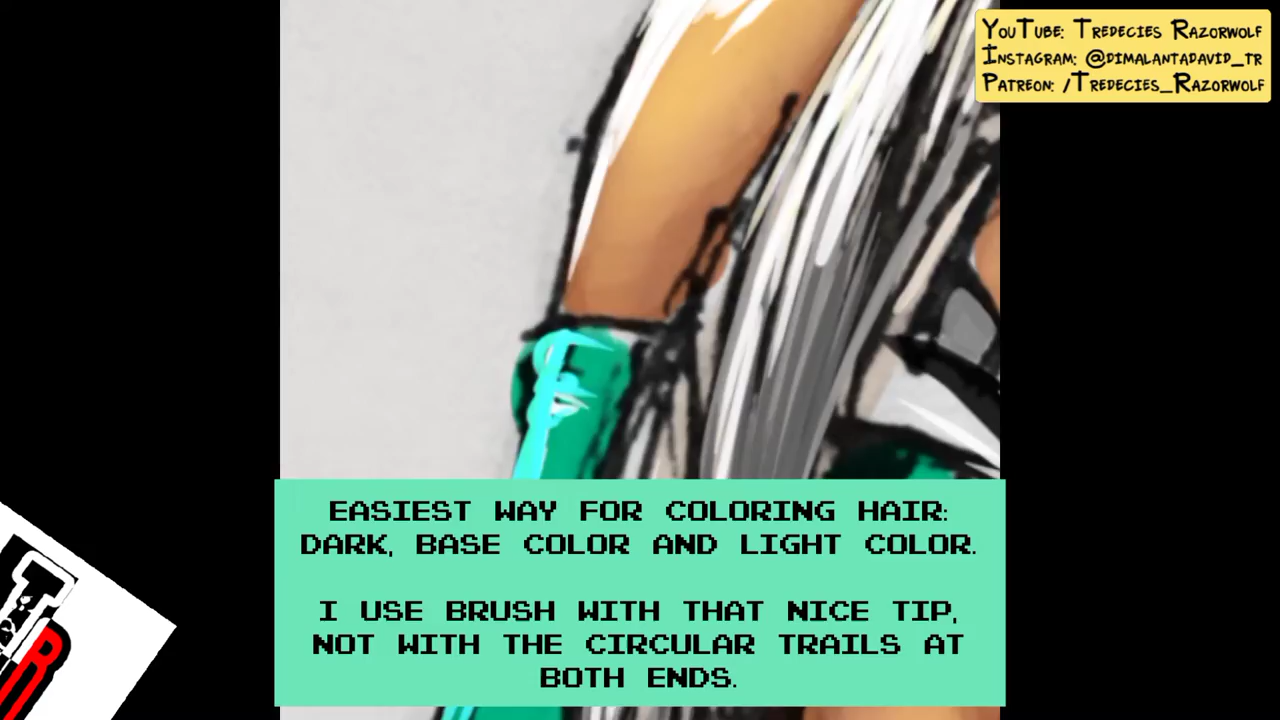 YouTube: Tredecies Razorwolf
Instagram: @dimalantadavid_tr
Patreon: /Tredecies_Razorwolf
EASIEST WAY FOR COLORING HAIR:
DARK, BASE COLOR AND LIGHT COLOR.
I USE BRUSH WITH THAT NICE TIP,
NOT WITH THE CIRCULAR TRAILS AT
BOTH ENDS.